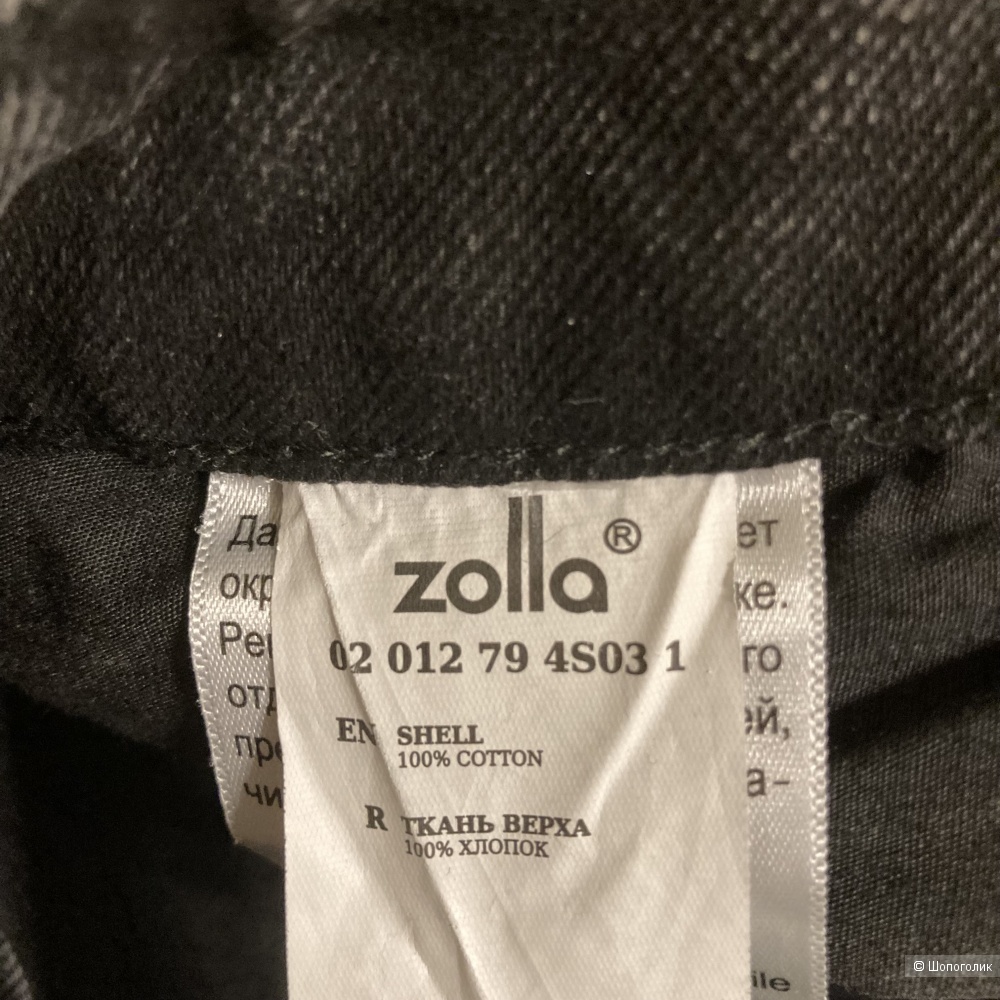 zolla®
02 012 79 4S03 1
EN SHELL
100% COTTON
R ТКАНЬ ВЕРХА
100% ХЛОПОК
© Шопоголик